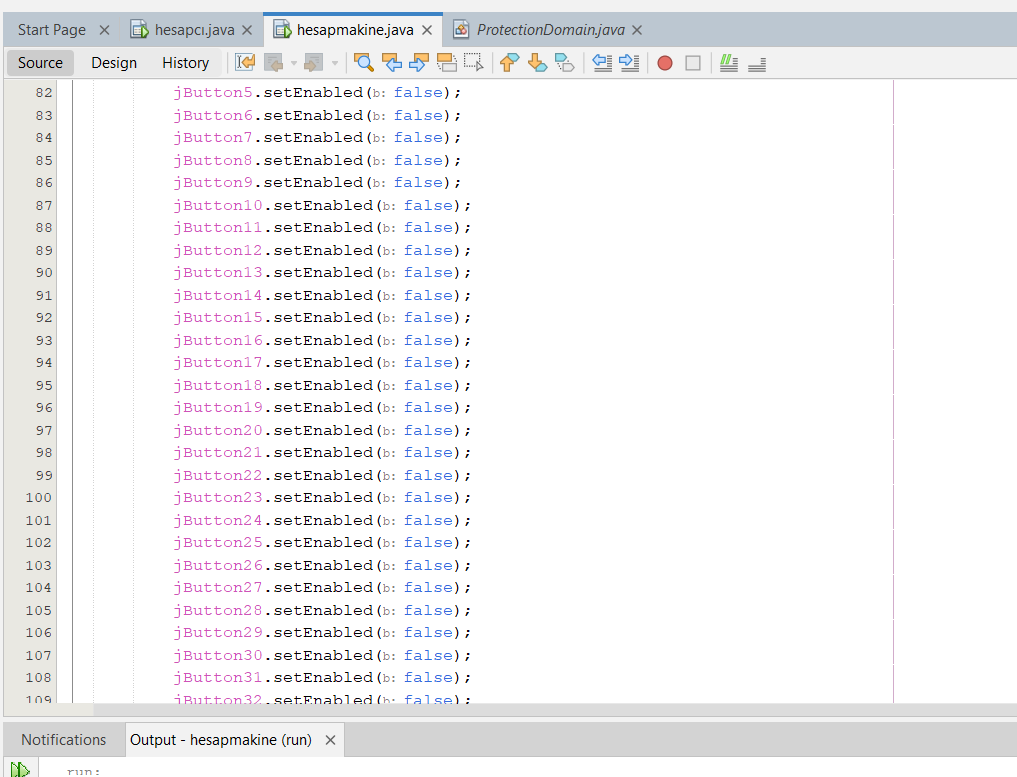 Start Page hesapcı.java hesapmakine.java ProtectionDomain.java
Source Design History
82 jButton5.setEnabled(b: false);
83 jButton6.setEnabled(b: false);
84 jButton7.setEnabled(b: false);
85 jButton8.setEnabled(b: false);
86 jButton9.setEnabled(b: false);
87 jButton10.setEnabled(b: false);
88 jButton11.setEnabled(b: false);
89 jButton12.setEnabled(b: false);
90 jButton13.setEnabled(b: false);
91 jButton14.setEnabled(b: false);
92 jButton15.setEnabled(b: false);
93 jButton16.setEnabled(b: false);
94 jButton17.setEnabled(b: false);
95 jButton18.setEnabled(b: false);
96 jButton19.setEnabled(b: false);
97 jButton20.setEnabled(b: false);
98 jButton21.setEnabled(b: false);
99 jButton22.setEnabled(b: false);
100 jButton23.setEnabled(b: false);
101 jButton24.setEnabled(b: false);
102 jButton25.setEnabled(b: false);
103 jButton26.setEnabled(b: false);
104 jButton27.setEnabled(b: false);
105 jButton28.setEnabled(b: false);
106 jButton29.setEnabled(b: false);
107 jButton30.setEnabled(b: false);
108 jButton31.setEnabled(b: false);
109 jButton32.setEnabled(b: false);
Notifications Output - hesapmakine (run)
run: